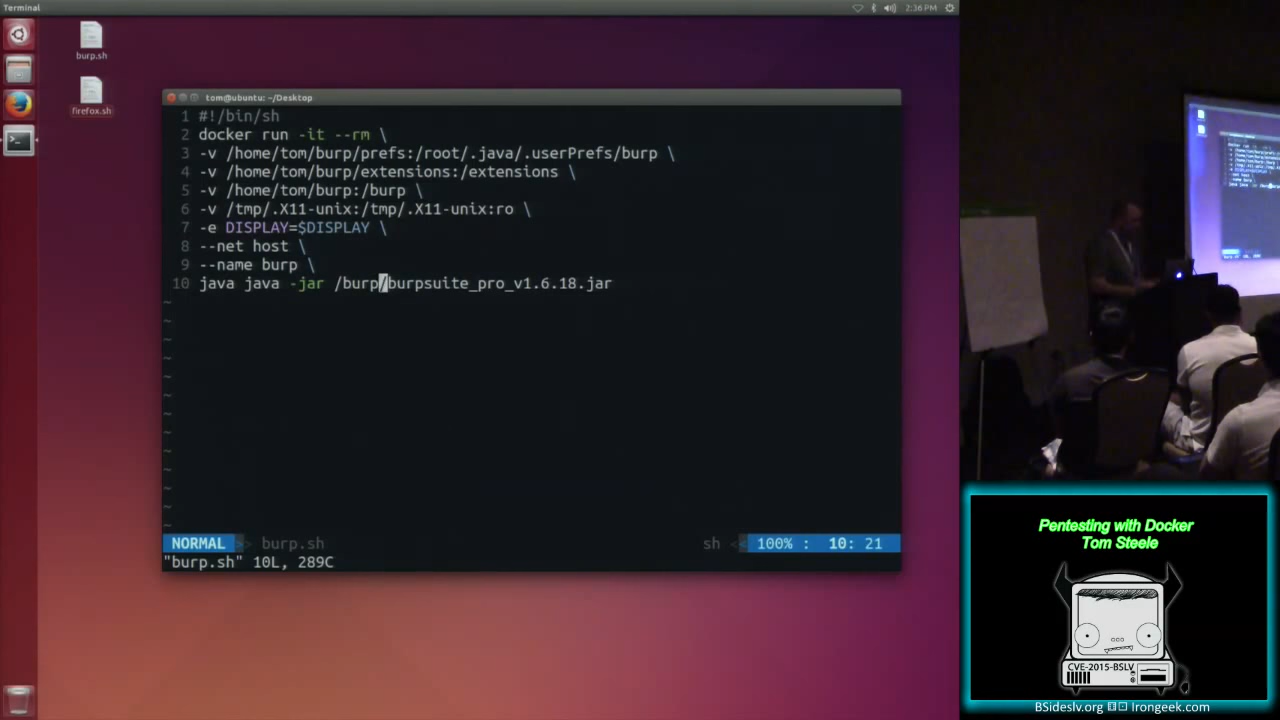 Terminal
2:36 PM
burp.sh
firefox.sh
tom@ubuntu: ~/Desktop
1 #!/bin/sh
2 docker run -it --rm \
3 -v /home/tom/burp/prefs:/root/.java/.userPrefs/burp \
4 -v /home/tom/burp/extensions:/extensions \
5 -v /home/tom/burp:/burp \
6 -v /tmp/.X11-unix:/tmp/.X11-unix:ro \
7 -e DISPLAY=$DISPLAY \
8 --net host \
9 --name burp \
10 java java -jar /burp/burpsuite_pro_v1.6.18.jar
~
~
~
~
~
~
~
~
~
~
~
~
~
NORMAL > burp.sh sh < 100% : 10: 21
"burp.sh" 10L, 289C
Pentesting with Docker
Tom Steele
CVE-2015-BSLV
BSideslv.org Irongeek.com